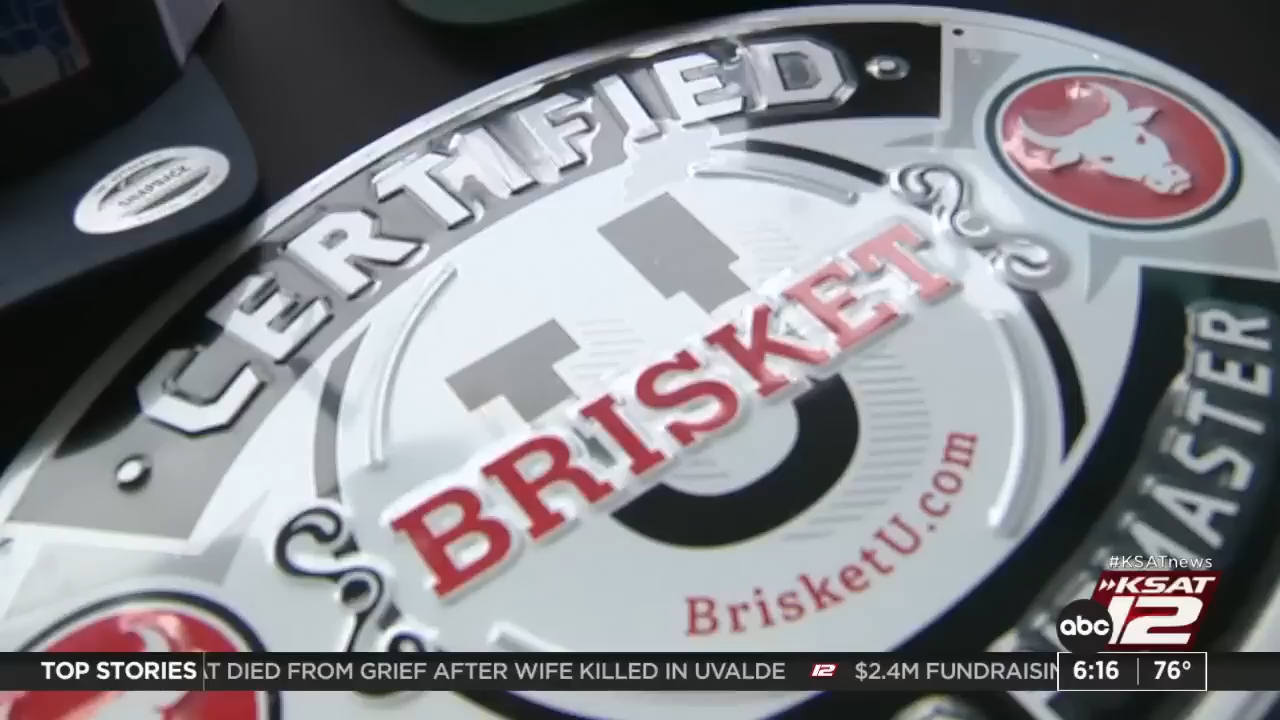 CERTIFIED
SNAPBACK
BRISKET
BrisketU.com
MASTER
#KSATnews
KSAT
abc 12
TOP STORIES
T DIED FROM GRIEF AFTER WIFE KILLED IN UVALDE 12 $2.4M FUNDRAISIN
6:16 76°